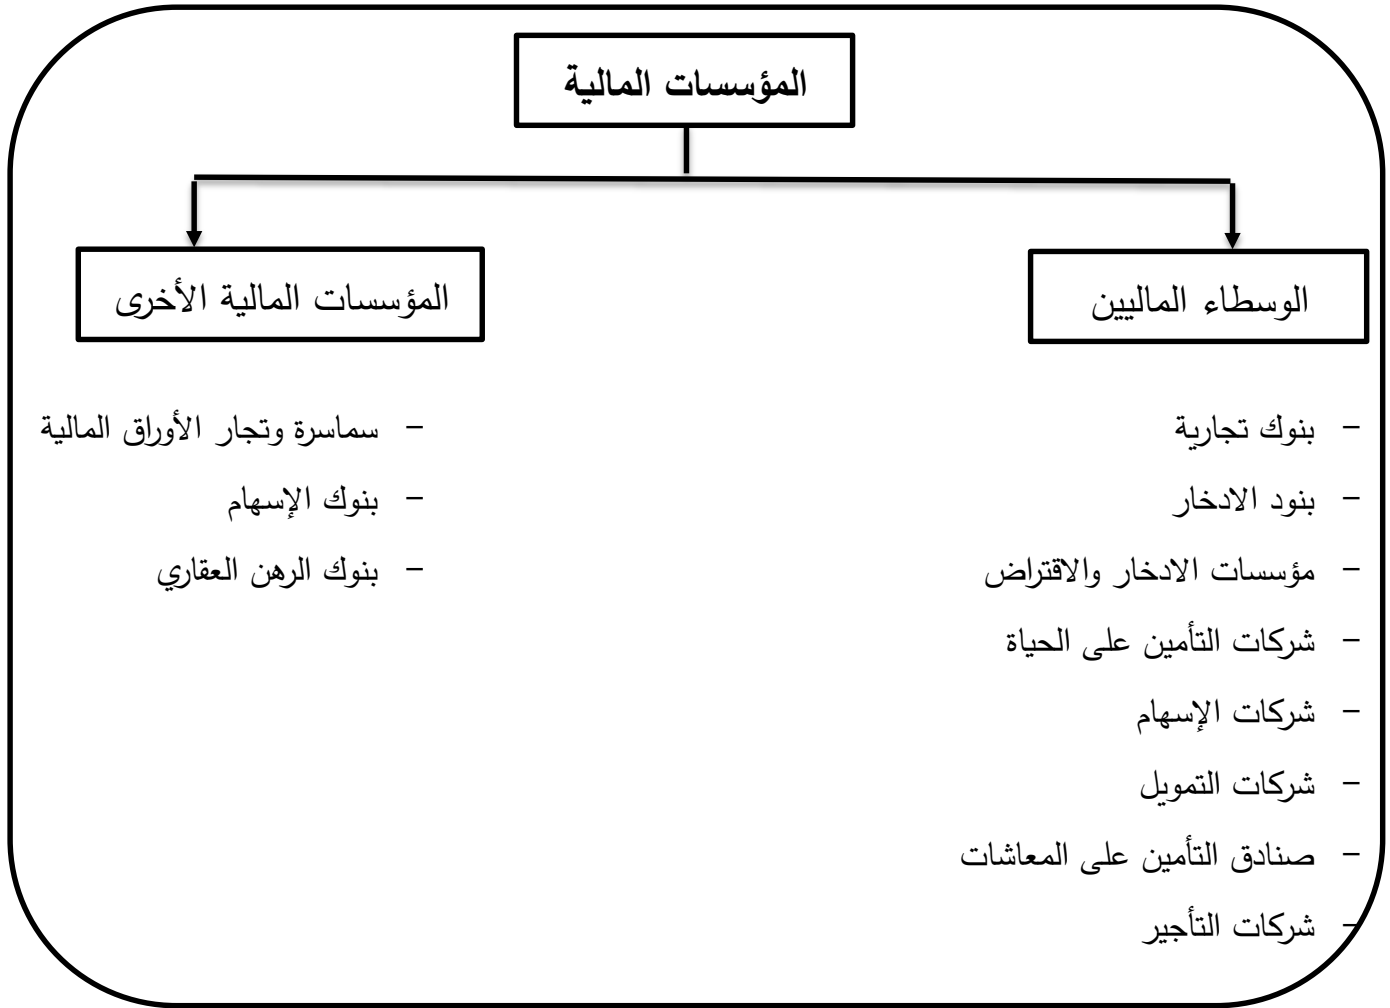 المؤسسات المالية
الوسطاء الماليين
- بنوك تجارية
- بنود الادخار
- مؤسسات الادخار والاقتراض
- شركات التأمين على الحياة
- شركات الإسهام
- شركات التمويل
- صنادق التأمين على المعاشات
- شركات التأجير
المؤسسات المالية الأخرى
- سماسرة وتجار الأوراق المالية
- بنوك الإسهام
- بنوك الرهن العقاري